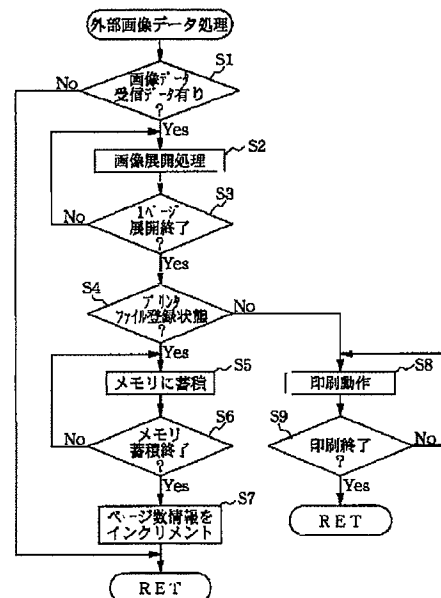 外部画像データ処理
S1
画像データ
受信データ有り
?
No
Yes
S2
画像展開処理
S3
1ページ
展開終了
?
No
Yes
S4
プリンタ
ファイル登録状態
?
No
Yes
S5
メモリに蓄積
S8
印刷動作
S6
メモリ
蓄積終了
?
No
Yes
S9
印刷終了
?
No
Yes
S7
ページ数情報を
インクリメント
RET
RET